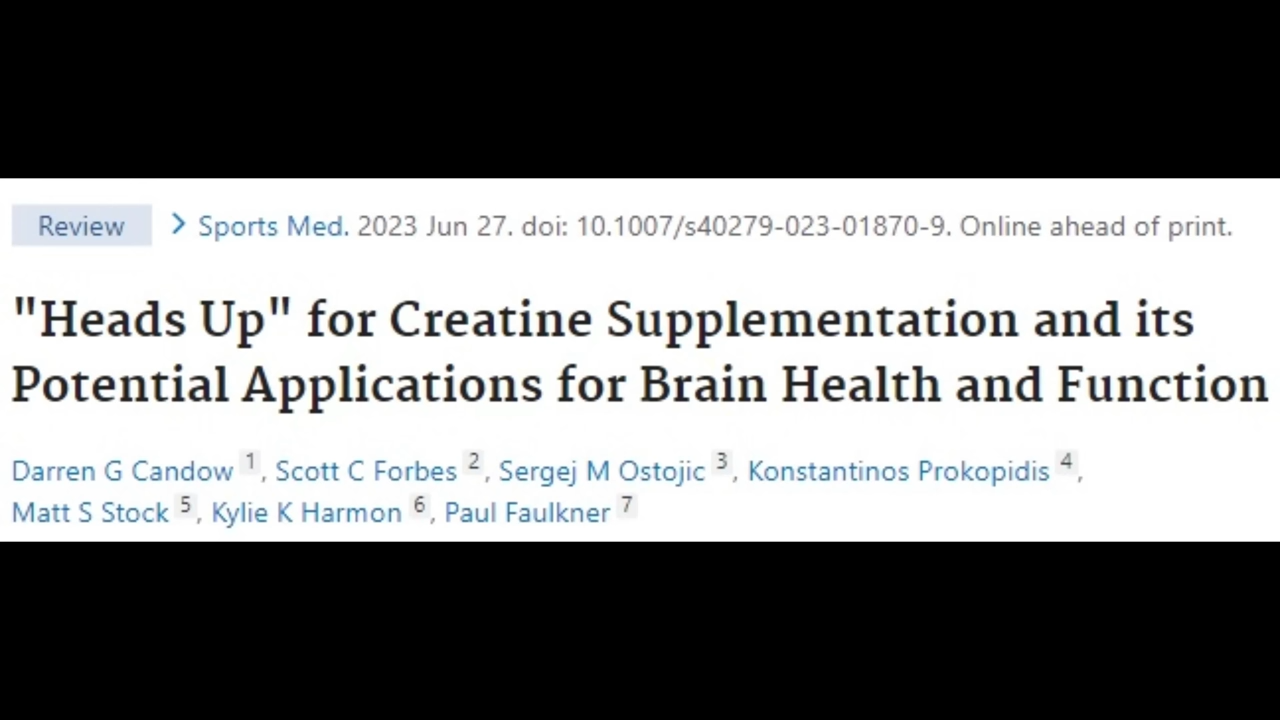 Review > Sports Med. 2023 Jun 27. doi: 10.1007/s40279-023-01870-9. Online ahead of print.
"Heads Up" for Creatine Supplementation and its
Potential Applications for Brain Health and Function
Darren G Candow 1, Scott C Forbes 2, Sergej M Ostojic 3, Konstantinos Prokopidis 4,
Matt S Stock 5, Kylie K Harmon 6, Paul Faulkner 7